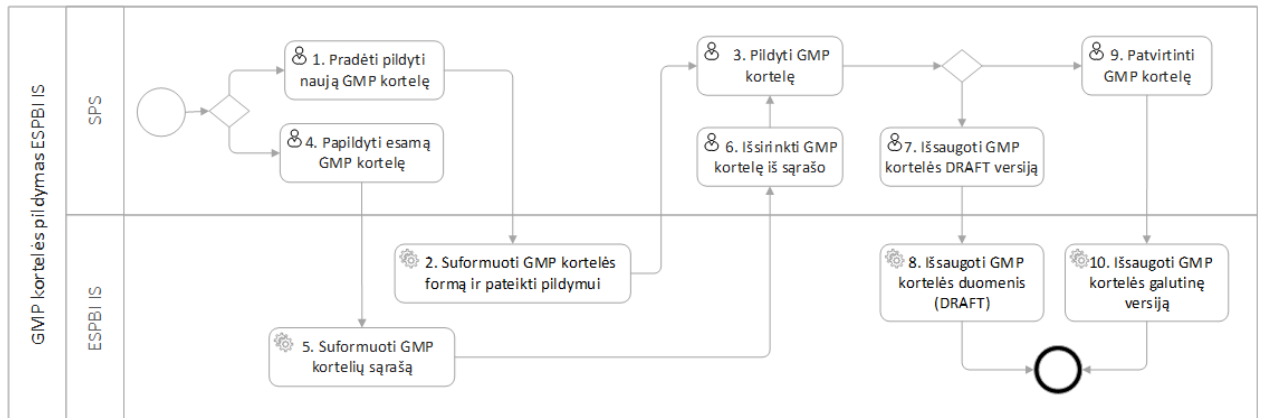 GMP kortelės pildymas ESPBI IS
SPS
1. Pradėti pildyti
naują GMP kortelę
4. Papildyti esamą
GMP kortelę
3. Pildyti GMP
kortelę
6. Išsirinkti GMP
kortelę iš sąrašo
7. Išsaugoti GMP
kortelės DRAFT versiją
9. Patvirtinti
GMP kortelę
ESPBI IS
2. Suformuoti GMP kortelės
formą ir pateikti pildymui
5. Suformuoti GMP
kortelių sąrašą
8. Išsaugoti GMP
kortelės duomenis
(DRAFT)
10. Išsaugoti GMP
kortelės galutinę
versiją